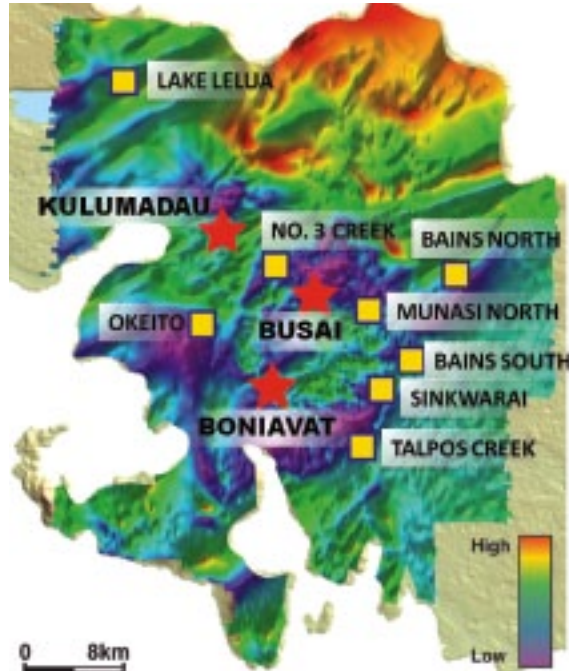 LAKE LELUA
KULUMADAU
NO. 3 CREEK
BAINS NORTH
OKEITO
BUSAI
MUNASI NORTH
BAINS SOUTH
SINKWARAI
BONIAVAT
TALPOS CREEK
High
Low
0 8km